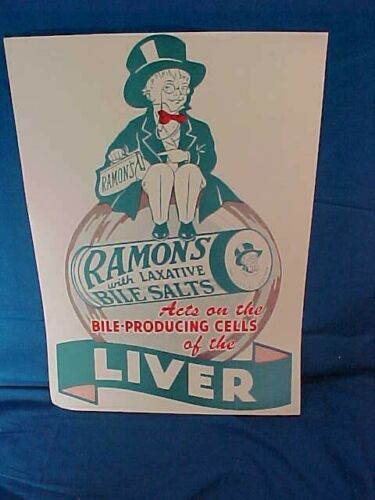 RAMON'S
RAMON'S
with LAXATIVE
BILE SALTS
Acts on the
BILE-PRODUCING CELLS
of the
LIVER